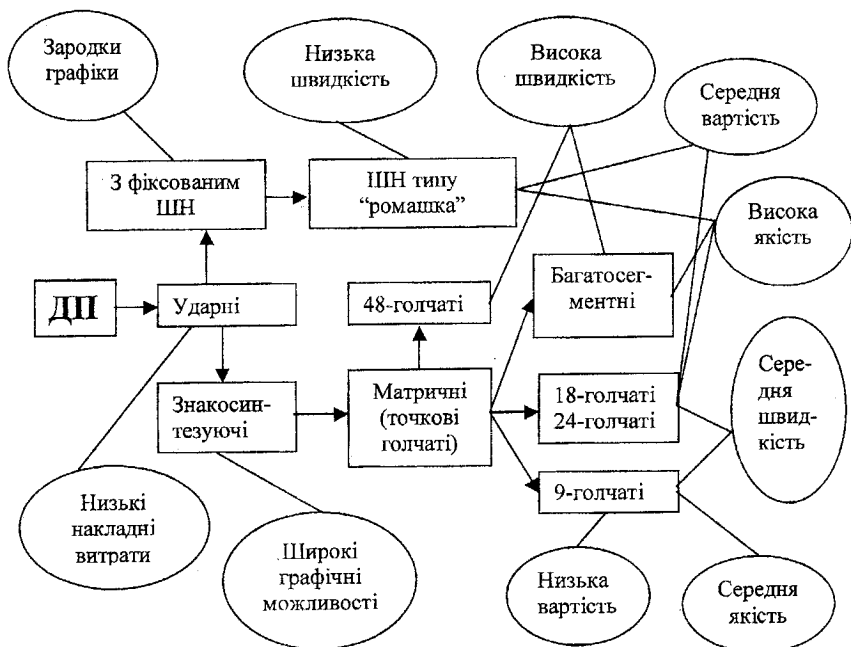 Зародки
графіки
Низька
швидкість
Висока
швидкість
Середня
вартість
З фіксованим
ШН
ШН типу
“ромашка”
Висока
якість
ДП
Ударні
48-голчаті
Багатосег-
ментні
Знакосин-
тезуючі
Матричні
(точкові
голчаті)
18-голчаті
24-голчаті
Сере-
дня
швид-
кість
9-голчаті
Низькі
накладні
витрати
Широкі
графічні
можливості
Низька
вартість
Середня
якість